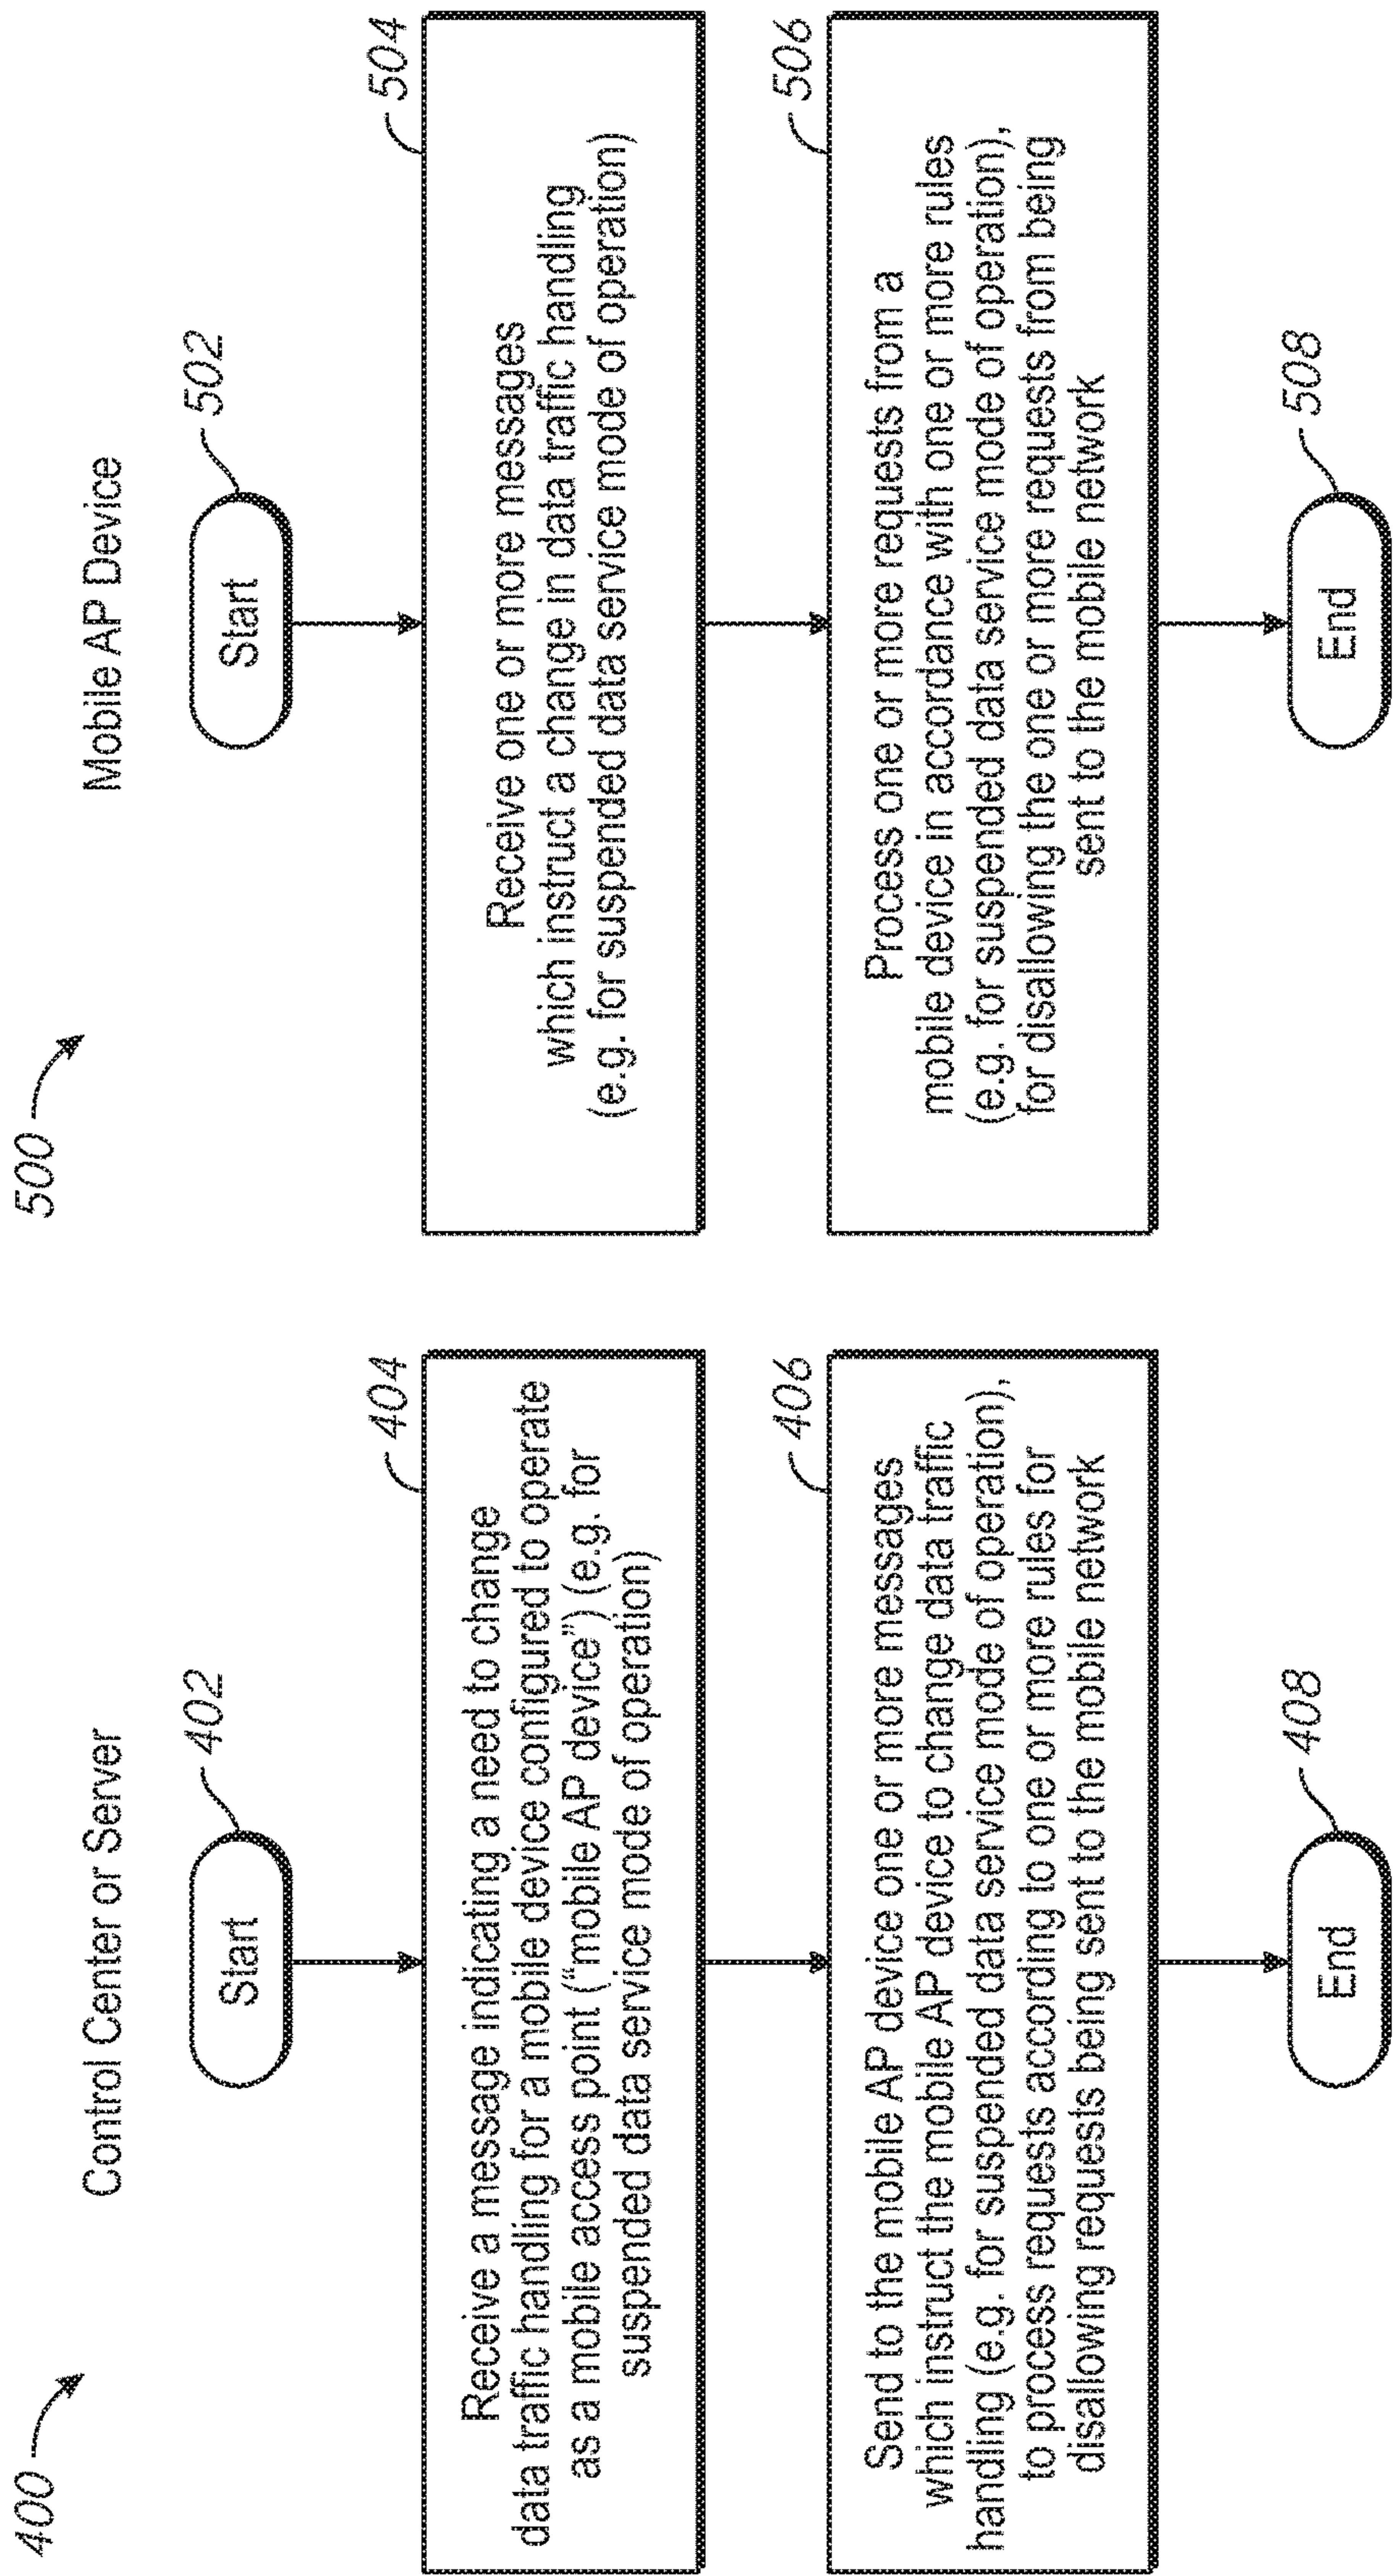 400
Control Center or Server
Start
402
404
Receive a message indicating a need to change
data traffic handling for a mobile device configured to operate
as a mobile access point (“mobile AP device”) (e.g. for
suspended data service mode of operation)
406
Send to the mobile AP device one or more messages
which instruct the mobile AP device to change data traffic
handling (e.g. for suspended data service mode of operation),
to process requests according to one or more rules for
disallowing requests being sent to the mobile network
End
408
500
Mobile AP Device
Start
502
504
Receive one or more messages
which instruct a change in data traffic handling
(e.g. for suspended data service mode of operation)
506
Process one or more requests from a
mobile device in accordance with one or more rules
(e.g. for suspended data service mode of operation),
for disallowing the one or more requests from being
sent to the mobile network
End
508